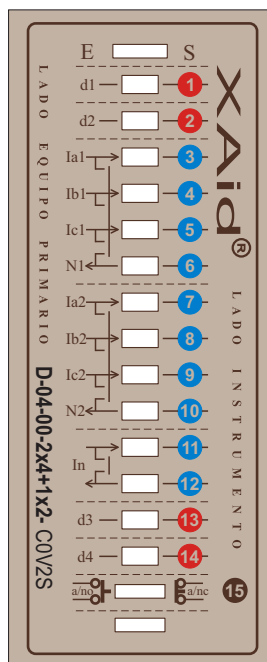 E S
d1 1
d2 2
Ia1 3
Ib1 4
Ic1 5
N1 6
Ia2 7
Ib2 8
Ic2 9
N2 10
In 11
12
d3 13
d4 14
a/no a/nc 15
LADO EQUIPO PRIMARIO
D-04-00-2x4+1x2- C0V2S
XAid®
LADO INSTRUMENTO